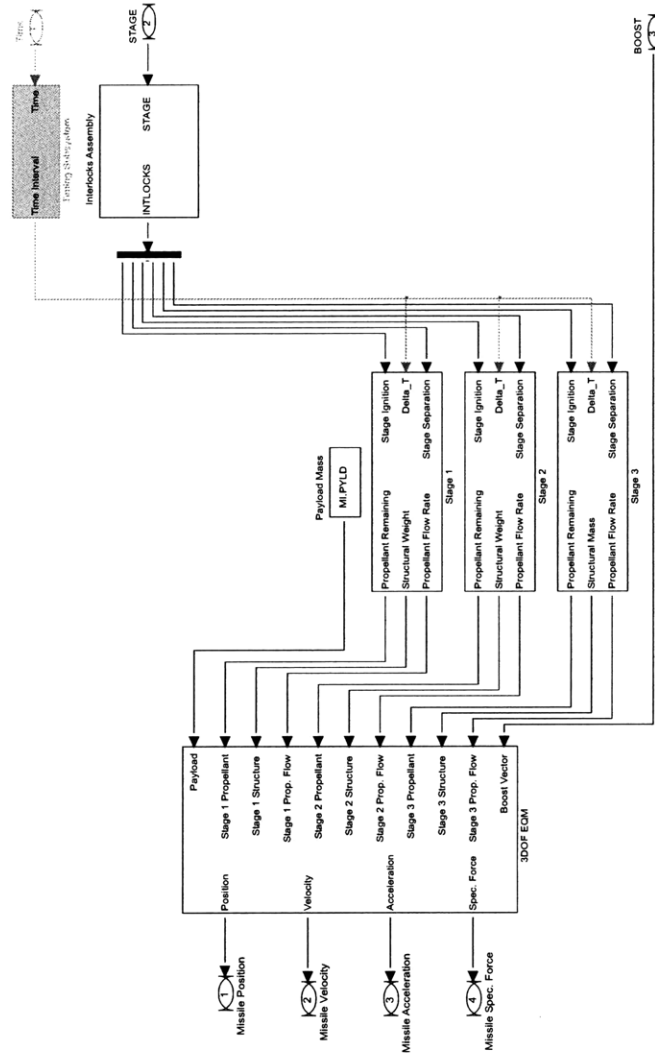 Time
1
Time
Time Interval
Timing Subsystem
STAGE
2
STAGE
INTLOCKS
Interlocks Assembly
BOOST
3
Payload Mass
MI.PYLD
Stage Ignition
Delta_T
Stage Separation
Propellant Remaining
Structural Weight
Propellant Flow Rate
Stage 1
Stage Ignition
Delta_T
Stage Separation
Propellant Remaining
Structural Weight
Propellant Flow Rate
Stage 2
Stage Ignition
Delta_T
Stage Separation
Propellant Remaining
Structural Mass
Propellant Flow Rate
Stage 3
Payload
Stage 1 Propellant
Stage 1 Structure
Stage 1 Prop. Flow
Stage 2 Propellant
Stage 2 Structure
Stage 2 Prop. Flow
Stage 3 Propellant
Stage 3 Structure
Stage 3 Prop. Flow
Boost Vector
Position
Velocity
Acceleration
Spec. Force
3DOF EQM
1
Missile Position
2
Missile Velocity
3
Missile Acceleration
4
Missile Spec. Force